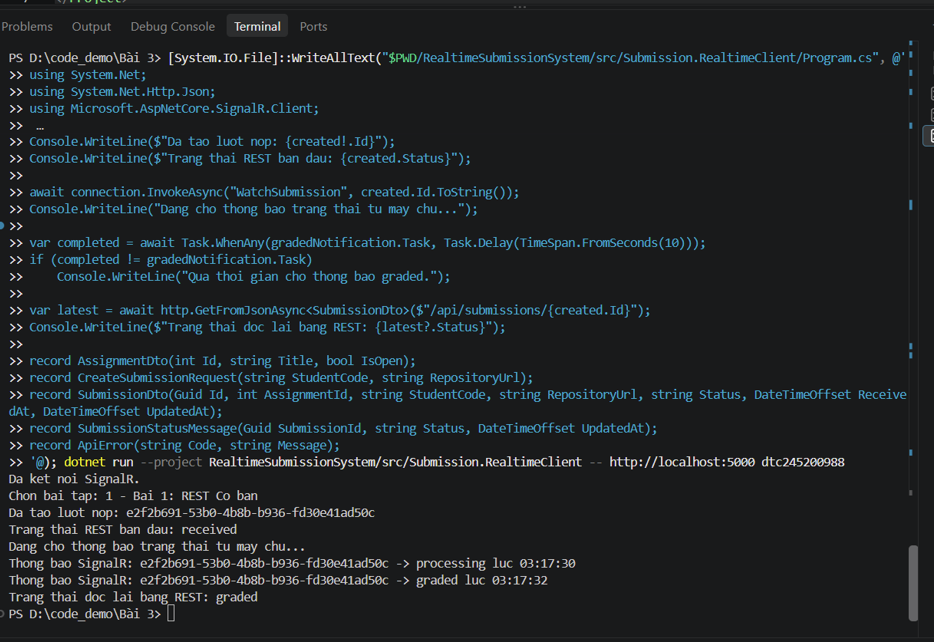 Problems Output Debug Console Terminal Ports
PS D:\code_demo\Bài 3> [System.IO.File]::WriteAllText("$PWD/RealtimeSubmissionSystem/src/Submission.RealtimeClient/Program.cs", @'
>> using System.Net;
>> using System.Net.Http.Json;
>> using Microsoft.AspNetCore.SignalR.Client;
>> …
>> Console.WriteLine($"Da tao luot nop: {created!.Id}");
>> Console.WriteLine($"Trang thai REST ban dau: {created.Status}");
>>
>> await connection.InvokeAsync("WatchSubmission", created.Id.ToString());
>> Console.WriteLine("Dang cho thong bao trang thai tu may chu...");
>>
>> var completed = await Task.WhenAny(gradedNotification.Task, Task.Delay(TimeSpan.FromSeconds(10)));
>> if (completed != gradedNotification.Task)
>>     Console.WriteLine("Qua thoi gian cho thong bao graded.");
>>
>> var latest = await http.GetFromJsonAsync<SubmissionDto>($"/api/submissions/{created.Id}");
>> Console.WriteLine($"Trang thai doc lai bang REST: {latest?.Status}");
>>
>> record AssignmentDto(int Id, string Title, bool IsOpen);
>> record CreateSubmissionRequest(string StudentCode, string RepositoryUrl);
>> record SubmissionDto(Guid Id, int AssignmentId, string StudentCode, string RepositoryUrl, string Status, DateTimeOffset Receive
dAt, DateTimeOffset UpdatedAt);
>> record SubmissionStatusMessage(Guid SubmissionId, string Status, DateTimeOffset UpdatedAt);
>> record ApiError(string Code, string Message);
>> '@); dotnet run --project RealtimeSubmissionSystem/src/Submission.RealtimeClient -- http://localhost:5000 dtc245200988
Da ket noi SignalR.
Chon bai tap: 1 - Bai 1: REST Co ban
Da tao luot nop: e2f2b691-53b0-4b8b-b936-fd30e41ad50c
Trang thai REST ban dau: received
Dang cho thong bao trang thai tu may chu...
Thong bao SignalR: e2f2b691-53b0-4b8b-b936-fd30e41ad50c -> processing luc 03:17:30
Thong bao SignalR: e2f2b691-53b0-4b8b-b936-fd30e41ad50c -> graded luc 03:17:32
Trang thai doc lai bang REST: graded
PS D:\code_demo\Bài 3>